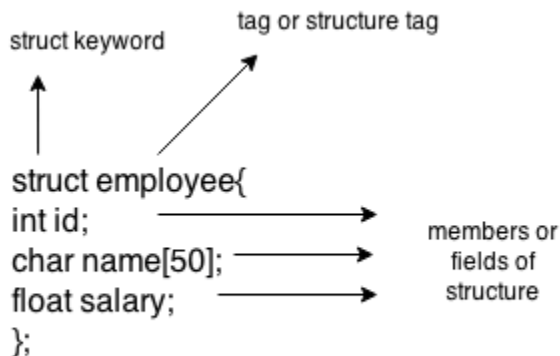 struct keyword
tag or structure tag
struct employee{
int id;
char name[50];
float salary;
};
members or
fields of
structure